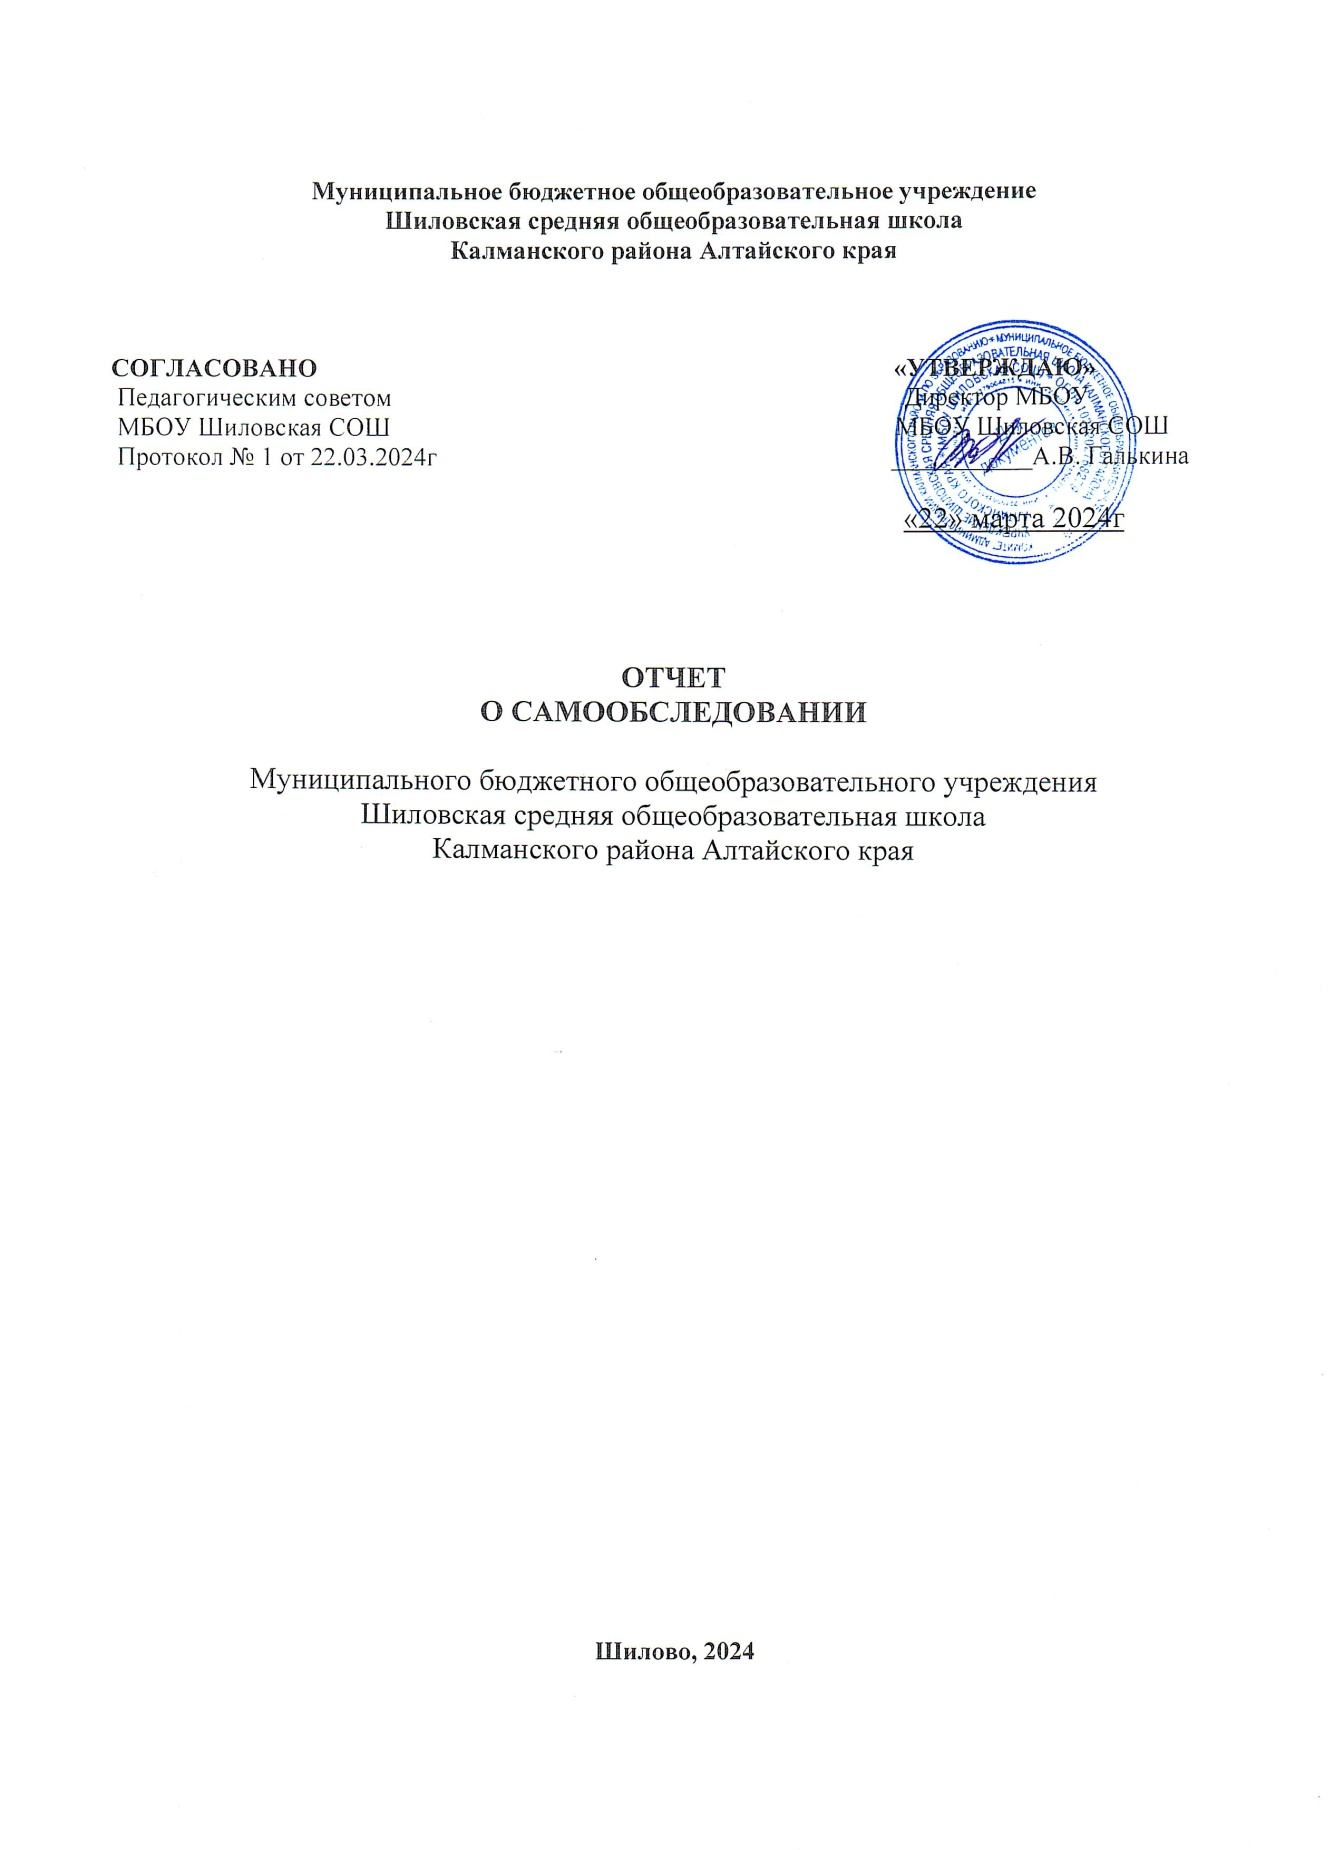 Муниципальное бюджетное общеобразовательное учреждение
Шиловская средняя общеобразовательная школа
Калманского района Алтайского края
СОГЛАСОВАНО
Педагогическим советом
МБОУ Шиловская СОШ
Протокол № 1 от 22.03.2024г
«УТВЕРЖДАЮ»
Директор МБОУ
МБОУ Шиловская СОШ
А.В. Галькина
«22» марта 2024г
ОТЧЕТ
О САМООБСЛЕДОВАНИИ
Муниципального бюджетного общеобразовательного учреждения
Шиловская средняя общеобразовательная школа
Калманского района Алтайского края
Шилово, 2024